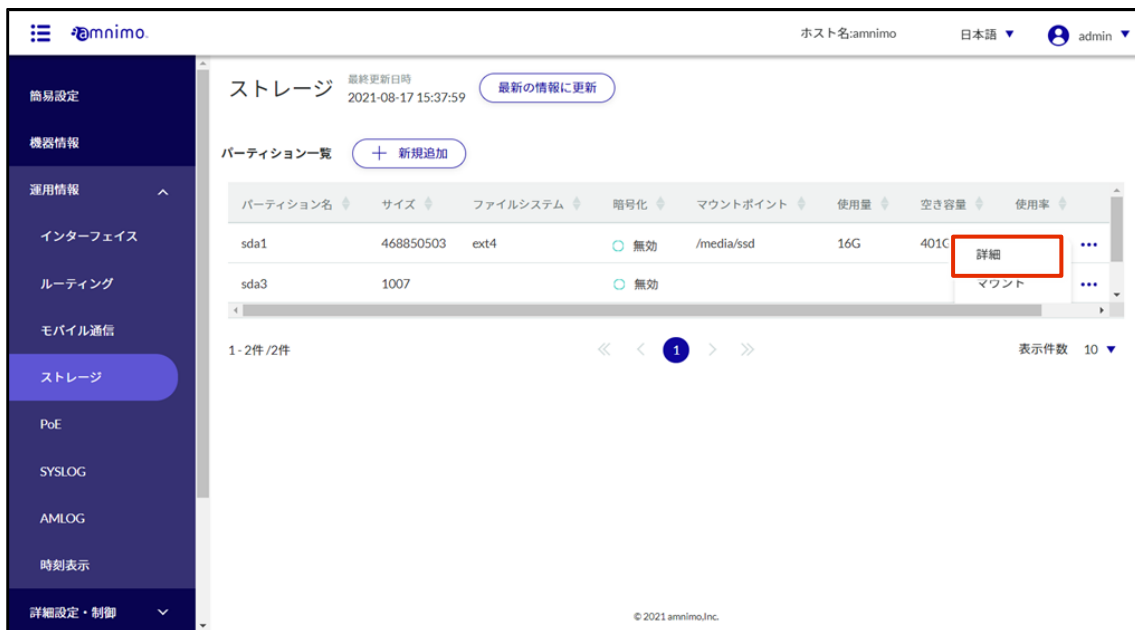 amnimo.
ホスト名:amnimo
日本語
admin
簡易設定
機器情報
運用情報
インターフェイス
ルーティング
モバイル通信
ストレージ
PoE
SYSLOG
AMLOG
時刻表示
詳細設定・制御
ストレージ
最終更新日時
2021-08-17 15:37:59
最新の情報に更新
パーティション一覧
新規追加
パーティション名 サイズ ファイルシステム 暗号化 マウントポイント 使用量 空き容量 使用率
sda1 468850503 ext4 無効 /media/ssd 16G 401G
詳細
sda3 1007 無効
マウント
1 - 2件 /2件
1
表示件数 10
© 2021 amnimo,Inc.